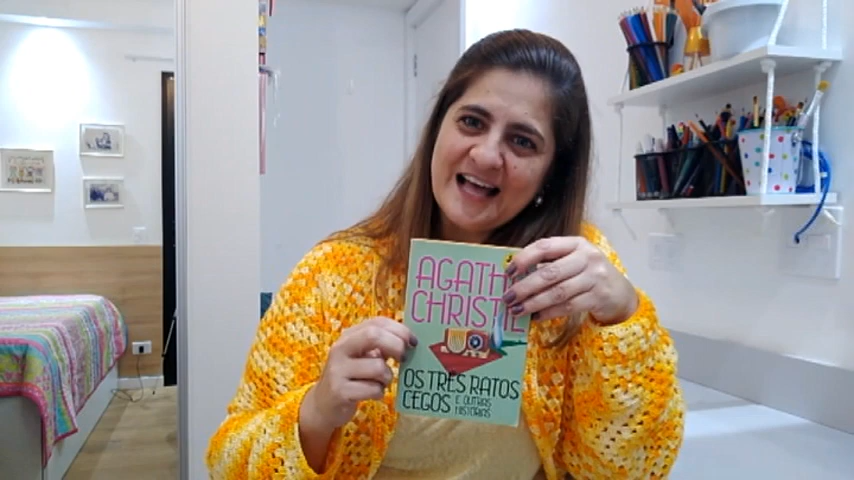 AGATHA
CHRISTIE
OS TRÊS RATOS
CEGOS E OUTRAS
HISTÓRIAS